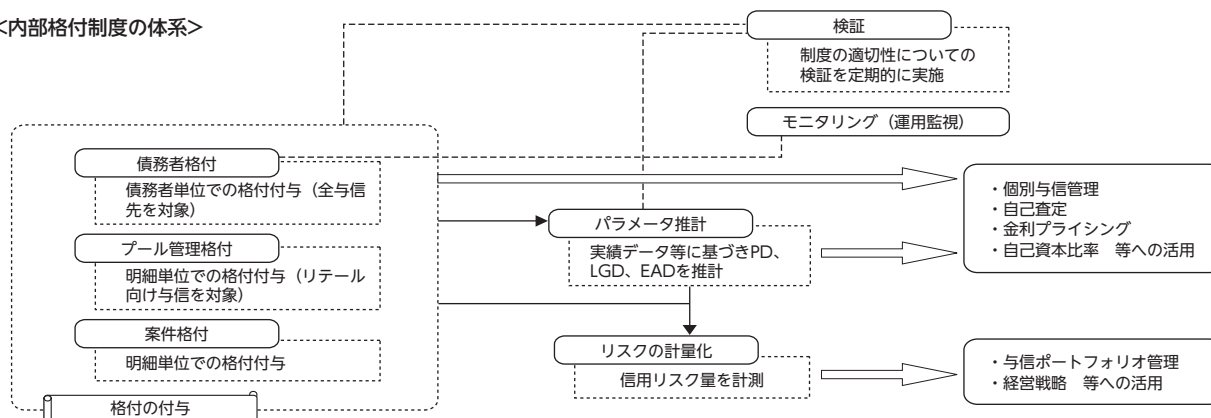 <内部格付制度の体系>
検証
制度の適切性についての
検証を定期的に実施
モニタリング（運用監視）
債務者格付
債務者単位での格付付与（全与信
先を対象）
プール管理格付
明細単位での格付付与（リテール
向け与信を対象）
案件格付
明細単位での格付付与
格付の付与
パラメータ推計
実績データ等に基づきPD、
LGD、EADを推計
リスクの計量化
信用リスク量を計測
・個別与信管理
・自己査定
・金利プライシング
・自己資本比率　等への活用
・与信ポートフォリオ管理
・経営戦略　等への活用